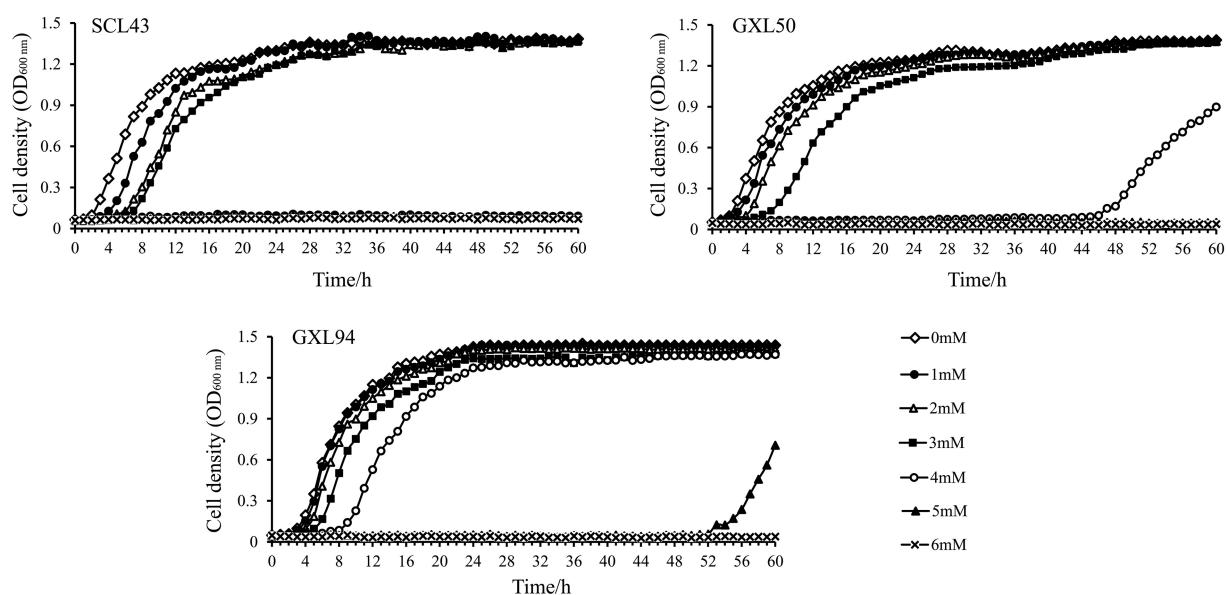 SCL43
1.5
1.2
0.9
0.6
0.3
0
Cell density (OD600 nm)
0 4 8 12 16 20 24 28 32 36 40 44 48 52 56 60
Time/h
GXL50
1.5
1.2
0.9
0.6
0.3
0
Cell density (OD600 nm)
0 4 8 12 16 20 24 28 32 36 40 44 48 52 56 60
Time/h
GXL94
1.5
1.2
0.9
0.6
0.3
0
Cell density (OD600 nm)
0 4 8 12 16 20 24 28 32 36 40 44 48 52 56 60
Time/h
0mM
1mM
2mM
3mM
4mM
5mM
6mM